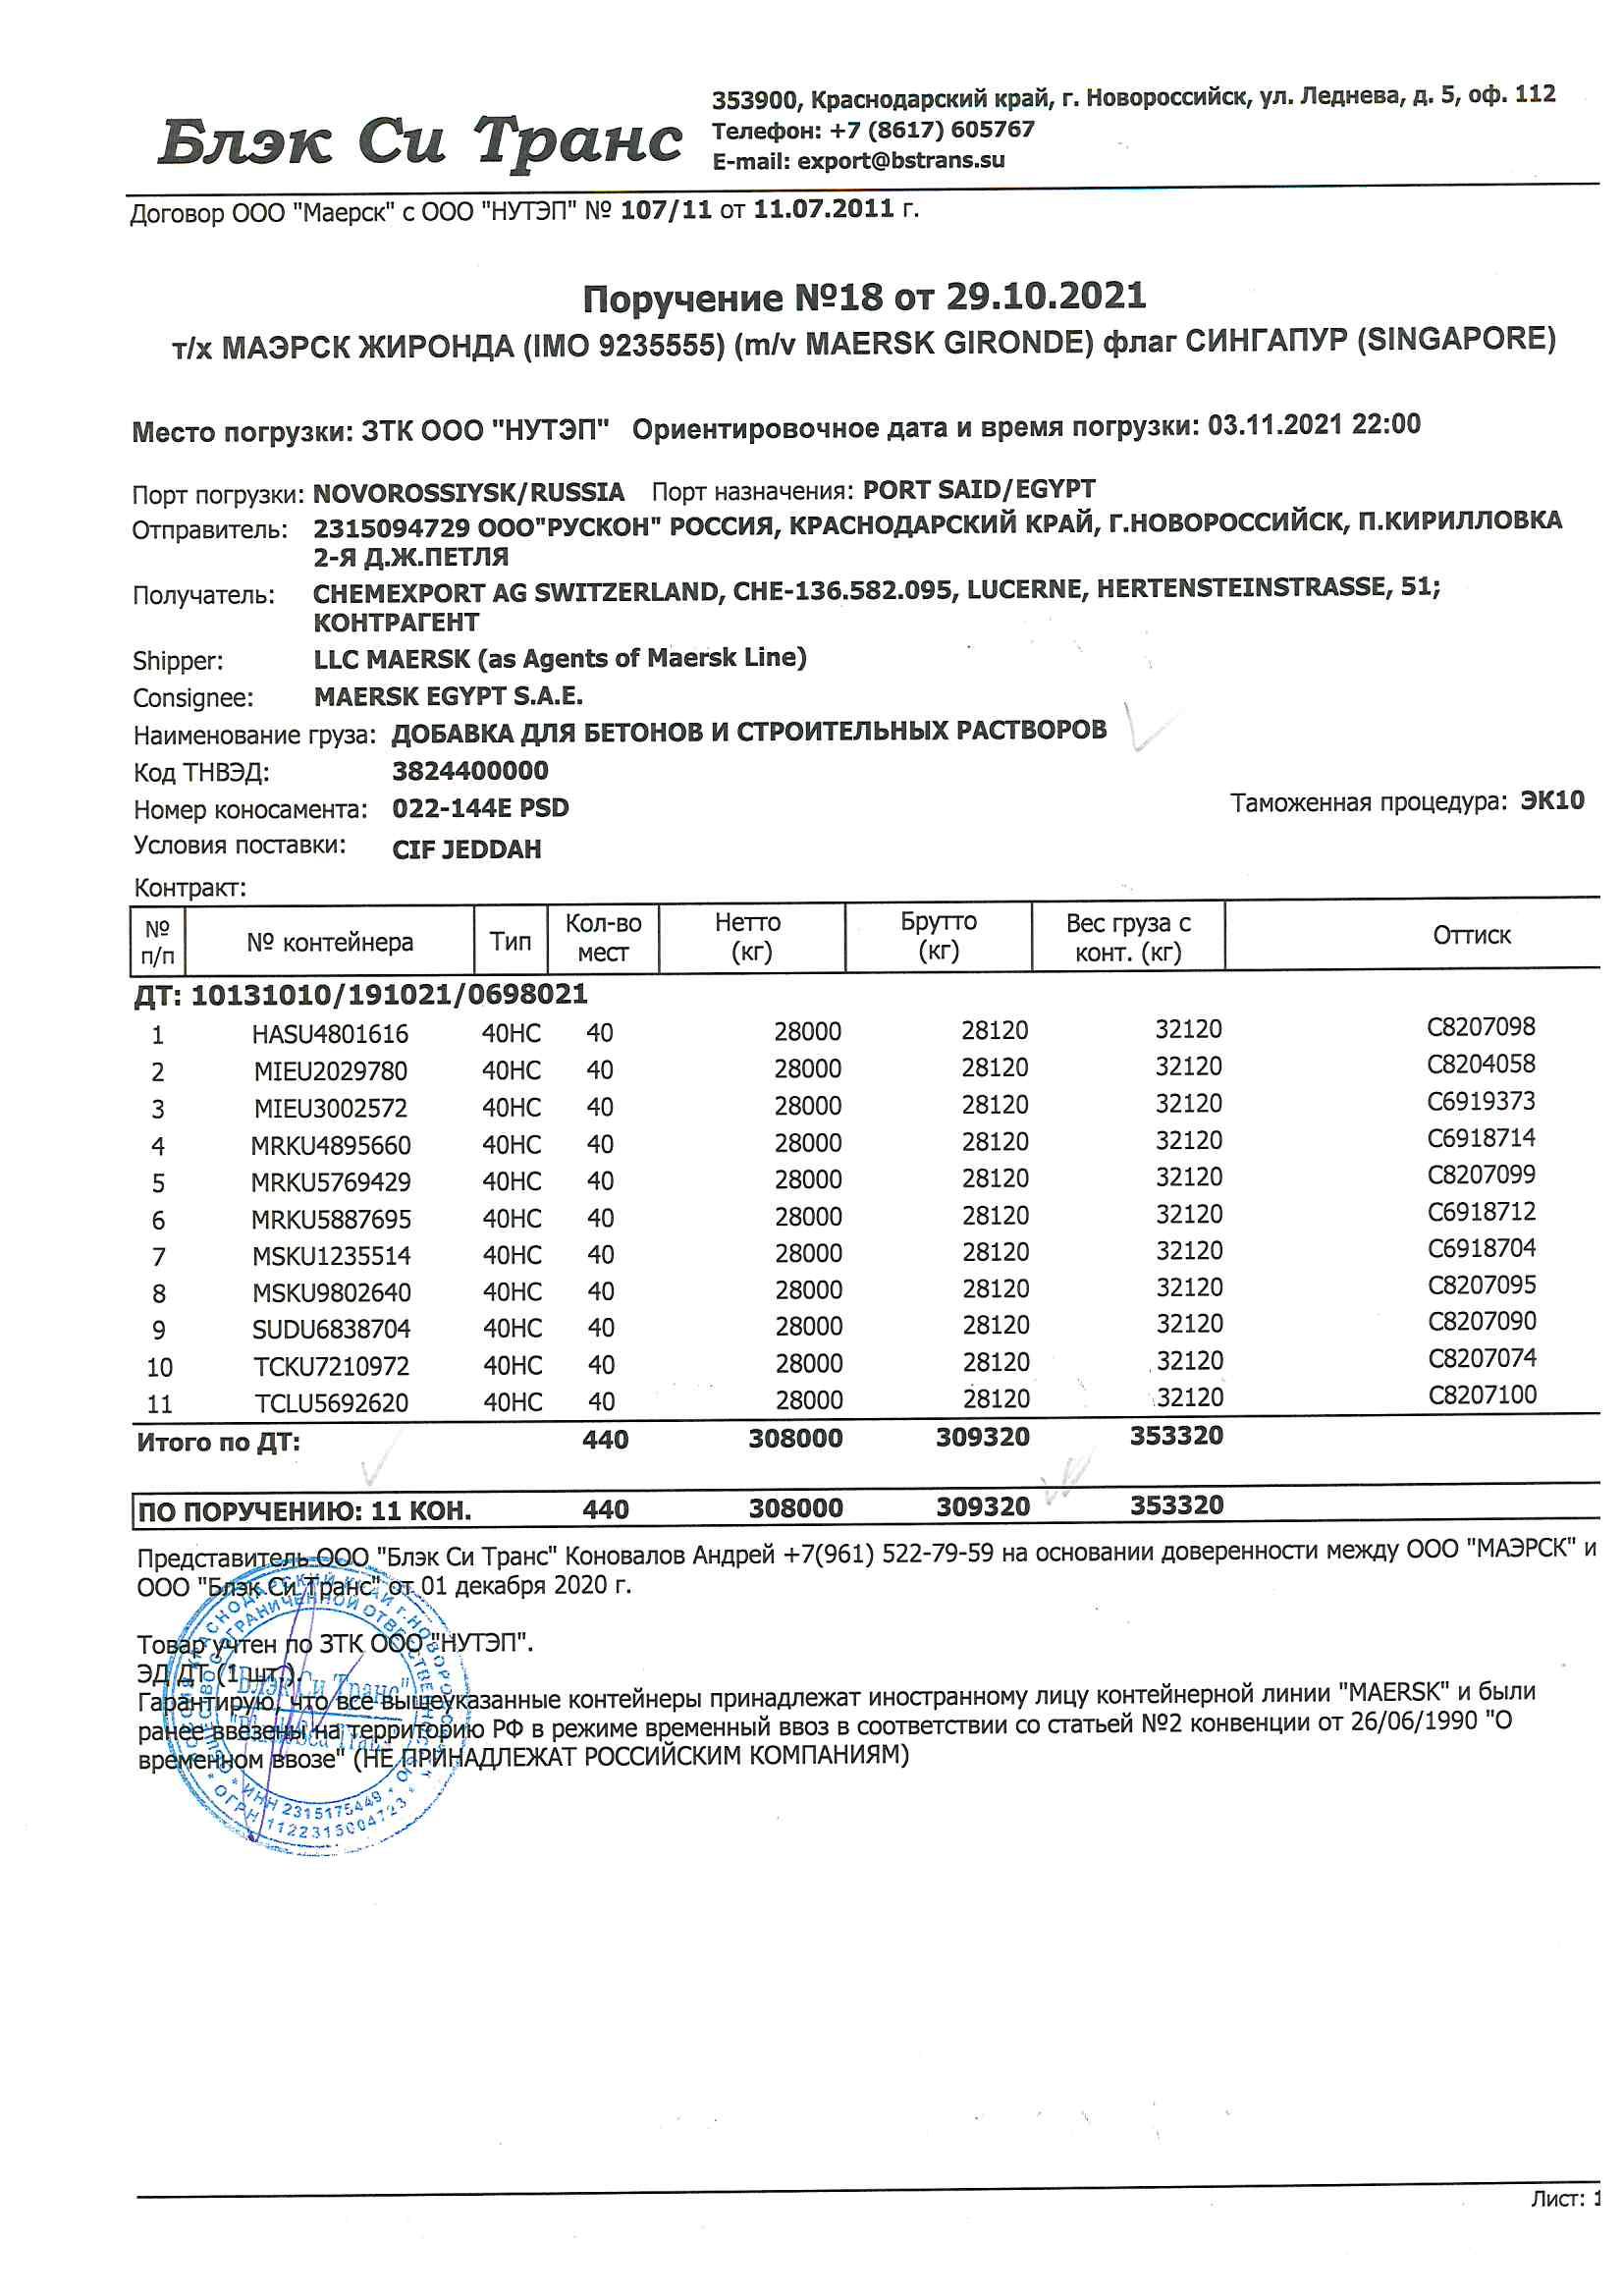 Блэк Си Транс
353900, Краснодарский край, г. Новороссийск, ул. Леднева, д. 5, оф. 112
Телефон: +7 (8617) 605767
E-mail: export@bstrans.su
Договор ООО "Маерск" с ООО "НУТЭП" № 107/11 от 11.07.2011 г.
Поручение №18 от 29.10.2021
т/х МАЭРСК ЖИРОНДА (IMO 9235555) (m/v MAERSK GIRONDE) флаг СИНГАПУР (SINGAPORE)
Место погрузки: ЗТК ООО "НУТЭП" Ориентировочное дата и время погрузки: 03.11.2021 22:00
Порт погрузки: NOVOROSSIYSK/RUSSIA Порт назначения: PORT SAID/EGYPT
Отправитель: 2315094729 ООО"РУСКОН" РОССИЯ, КРАСНОДАРСКИЙ КРАЙ, Г.НОВОРОССИЙСК, П.КИРИЛЛОВКА
2-Я Д.Ж.ПЕТЛЯ
Получатель: CHEMEXPORT AG SWITZERLAND, CHE-136.582.095, LUCERNE, HERTENSTEINSTRASSE, 51;
КОНТРАГЕНТ
Shipper: LLC MAERSK (as Agents of Maersk Line)
Consignee: MAERSK EGYPT S.A.E.
Наименование груза: ДОБАВКА ДЛЯ БЕТОНОВ И СТРОИТЕЛЬНЫХ РАСТВОРОВ
Код ТНВЭД: 3824400000
Номер коносамента: 022-144E PSD Таможенная процедура: ЭК10
Условия поставки: CIF JEDDAH
Контракт:
№ п/п № контейнера Тип Кол-во мест Нетто (кг) Брутто (кг) Вес груза с конт. (кг) Оттиск
ДТ: 10131010/191021/0698021
1 HASU4801616 40HC 40 28000 28120 32120 C8207098
2 MIEU2029780 40HC 40 28000 28120 32120 C8204058
3 MIEU3002572 40HC 40 28000 28120 32120 C6919373
4 MRKU4895660 40HC 40 28000 28120 32120 C6918714
5 MRKU5769429 40HC 40 28000 28120 32120 C8207099
6 MRKU5887695 40HC 40 28000 28120 32120 C6918712
7 MSKU1235514 40HC 40 28000 28120 32120 C6918704
8 MSKU9802640 40HC 40 28000 28120 32120 C8207095
9 SUDU6838704 40HC 40 28000 28120 32120 C8207090
10 TCKU7210972 40HC 40 28000 28120 32120 C8207074
11 TCLU5692620 40HC 40 28000 28120 32120 C8207100
Итого по ДТ: 440 308000 309320 353320
ПО ПОРУЧЕНИЮ: 11 КОН. 440 308000 309320 353320
Представитель ООО "Блэк Си Транс" Коновалов Андрей +7(961) 522-79-59 на основании доверенности между ООО "МАЭРСК" и
ООО "Блэк Си Транс" от 01 декабря 2020 г.
Товар учтен по ЗТК ООО "НУТЭП".
ЭД ДТ (1 шт.).
Гарантирую, что все вышеуказанные контейнеры принадлежат иностранному лицу контейнерной линии "MAERSK" и были
ранее ввезены на территорию РФ в режиме временный ввоз в соответствии со статьей №2 конвенции от 26/06/1990 "О
временном ввозе" (НЕ ПРИНАДЛЕЖАТ РОССИЙСКИМ КОМПАНИЯМ)
"Блэк Си Транс"
ИНН 2315175449
ОГРН 1122315004723
Лист: 1